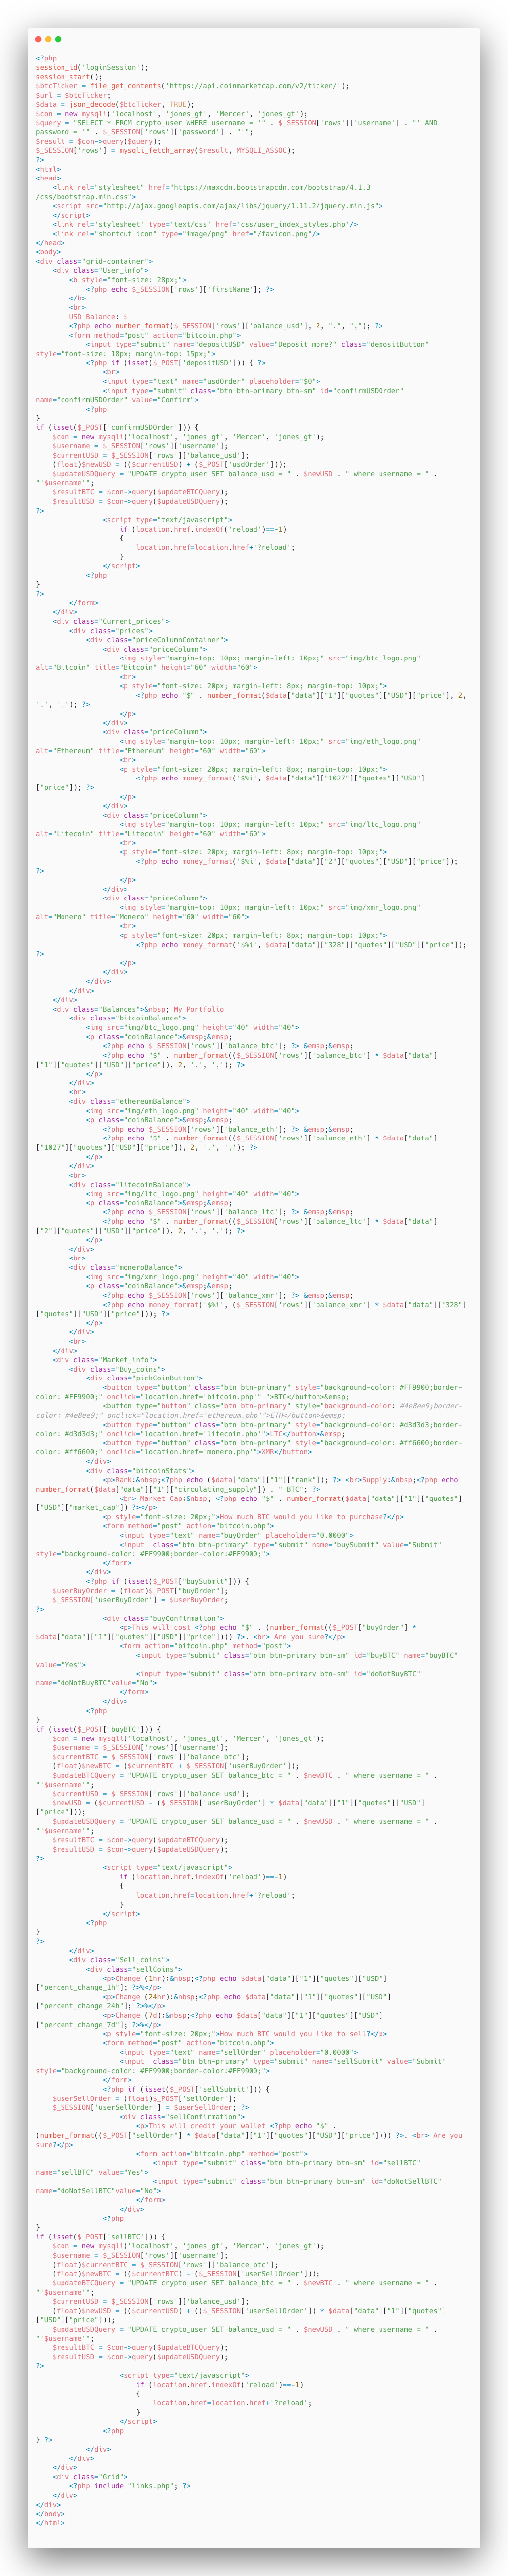 <?php
session_id('loginSession');
session_start();
$btcTicker = file_get_contents('https://api.coinmarketcap.com/v2/ticker/');
$url = $btcTicker;
$data = json_decode($btcTicker, TRUE);
$con = new mysqli('localhost', 'jones_gt', 'Mercer', 'jones_gt');
$query = "SELECT * FROM crypto_user WHERE username = '" . $_SESSION['rows']['username'] . "' AND
password = '" . $_SESSION['rows']['password'] . "'";
$result = $con->query($query);
$_SESSION['rows'] = mysqli_fetch_array($result, MYSQLI_ASSOC);
?>
<html>
<head>
    <link rel="stylesheet" href="https://maxcdn.bootstrapcdn.com/bootstrap/4.1.3
/css/bootstrap.min.css">
    <script src="http://ajax.googleapis.com/ajax/libs/jquery/1.11.2/jquery.min.js">
    </script>
    <link rel='stylesheet' type='text/css' href='css/user_index_styles.php'/>
    <link rel="shortcut icon" type="image/png" href="/favicon.png"/>
</head>
<body>
<div class="grid-container">
    <div class="User_info">
        <b style="font-size: 28px;">
            <?php echo $_SESSION['rows']['firstName']; ?>
        </b>
        <br>
        USD Balance: $
        <?php echo number_format($_SESSION['rows']['balance_usd'], 2, ".", ","); ?>
        <form method="post" action="bitcoin.php">
            <input type="submit" name="depositUSD" value="Deposit more?" class="depositButton"
style="font-size: 18px; margin-top: 15px;">
            <?php if (isset($_POST['depositUSD'])) { ?>
                <br>
                <input type="text" name="usdOrder" placeholder="$0">
                <input type="submit" class="btn btn-primary btn-sm" id="confirmUSDOrder"
name="confirmUSDOrder" value="Confirm">
            <?php
}
if (isset($_POST['confirmUSDOrder'])) {
    $con = new mysqli('localhost', 'jones_gt', 'Mercer', 'jones_gt');
    $username = $_SESSION['rows']['username'];
    $currentUSD = $_SESSION['rows']['balance_usd'];
    (float)$newUSD = (($currentUSD) + ($_POST['usdOrder']));
    $updateUSDQuery = "UPDATE crypto_user SET balance_usd = " . $newUSD . " where username = " .
"'$username'";
    $resultBTC = $con->query($updateBTCQuery);
    $resultUSD = $con->query($updateUSDQuery);
?>
                <script type="text/javascript">
                    if (location.href.indexOf('reload')==-1)
                    {
                        location.href=location.href+'?reload';
                    }
                </script>
            <?php
}
?>
        </form>
    </div>
    <div class="Current_prices">
        <div class="prices">
            <div class="priceColumnContainer">
                <div class="priceColumn">
                    <img style="margin-top: 10px; margin-left: 10px;" src="img/btc_logo.png"
alt="Bitcoin" title="Bitcoin" height="60" width="60">
                    <br>
                    <p style="font-size: 20px; margin-left: 8px; margin-top: 10px;">
                        <?php echo "$" . number_format($data["data"]["1"]["quotes"]["USD"]["price"], 2,
'.', ','); ?>
                    </p>
                </div>
                <div class="priceColumn">
                    <img style="margin-top: 10px; margin-left: 10px;" src="img/eth_logo.png"
alt="Ethereum" title="Ethereum" height="60" width="60">
                    <br>
                    <p style="font-size: 20px; margin-left: 8px; margin-top: 10px;">
                        <?php echo money_format('$%i', $data["data"]["1027"]["quotes"]["USD"]
["price"]); ?>
                    </p>
                </div>
                <div class="priceColumn">
                    <img style="margin-top: 10px; margin-left: 10px;" src="img/ltc_logo.png"
alt="Litecoin" title="Litecoin" height="60" width="60">
                    <br>
                    <p style="font-size: 20px; margin-left: 8px; margin-top: 10px;">
                        <?php echo money_format('$%i', $data["data"]["2"]["quotes"]["USD"]["price"]);
?>
                    </p>
                </div>
                <div class="priceColumn">
                    <img style="margin-top: 10px; margin-left: 10px;" src="img/xmr_logo.png"
alt="Monero" title="Monero" height="60" width="60">
                    <br>
                    <p style="font-size: 20px; margin-left: 8px; margin-top: 10px;">
                        <?php echo money_format('$%i', $data["data"]["328"]["quotes"]["USD"]["price"]);
?>
                    </p>
                </div>
            </div>
        </div>
    </div>
    <div class="Balances">&nbsp; My Portfolio
        <div class="bitcoinBalance">
            <img src="img/btc_logo.png" height="40" width="40">
            <p class="coinBalance">&emsp;&emsp;
                <?php echo $_SESSION['rows']['balance_btc']; ?> &emsp;&emsp;
                <?php echo "$" . number_format(($_SESSION['rows']['balance_btc'] * $data["data"]
["1"]["quotes"]["USD"]["price"]), 2, '.', ','); ?>
            </p>
        </div>
        <br>
        <div class="ethereumBalance">
            <img src="img/eth_logo.png" height="40" width="40">
            <p class="coinBalance">&emsp;&emsp;
                <?php echo $_SESSION['rows']['balance_eth']; ?> &emsp;&emsp;
                <?php echo "$" . number_format(($_SESSION['rows']['balance_eth'] * $data["data"]
["1027"]["quotes"]["USD"]["price"]), 2, '.', ','); ?>
            </p>
        </div>
        <br>
        <div class="litecoinBalance">
            <img src="img/ltc_logo.png" height="40" width="40">
            <p class="coinBalance">&emsp;&emsp;
                <?php echo $_SESSION['rows']['balance_ltc']; ?> &emsp;&emsp;
                <?php echo "$" . number_format(($_SESSION['rows']['balance_ltc'] * $data["data"]
["2"]["quotes"]["USD"]["price"]), 2, '.', ','); ?>
            </p>
        </div>
        <br>
        <div class="moneroBalance">
            <img src="img/xmr_logo.png" height="40" width="40">
            <p class="coinBalance">&emsp;&emsp;
                <?php echo $_SESSION['rows']['balance_xmr']; ?> &emsp;&emsp;
                <?php echo money_format('$%i', ($_SESSION['rows']['balance_xmr'] * $data["data"]["328"]
["quotes"]["USD"]["price"])); ?>
            </p>
        </div>
        <br>
    </div>
    <div class="Market_info">
        <div class="Buy_coins">
            <div class="pickCoinButton">
                <button type="button" class="btn btn-primary" style="background-color: #FF9900;border-
color: #FF9900;" onclick="location.href='bitcoin.php'" ">BTC</button>&emsp;
                <button type="button" class="btn btn-primary" style="background-color: #4e8ee9;border-
color: #4e8ee9;" onclick="location.href='ethereum.php'">ETH</button>&emsp;
                <button type="button" class="btn btn-primary" style="background-color: #d3d3d3;border-
color: #d3d3d3;" onclick="location.href='litecoin.php'">LTC</button>&emsp;
                <button type="button" class="btn btn-primary" style="background-color: #ff6600;border-
color: #ff6600;" onclick="location.href='monero.php'">XMR</button>
            </div>
            <div class="bitcoinStats">
                <p>Rank:&nbsp;<?php echo ($data["data"]["1"]["rank"]); ?> <br>Supply:&nbsp;<?php echo
number_format($data["data"]["1"]["circulating_supply"]) . " BTC"; ?>
                    <br> Market Cap:&nbsp; <?php echo "$" . number_format($data["data"]["1"]["quotes"]
["USD"]["market_cap"]) ?></p>
                <p style="font-size: 20px;">How much BTC would you like to purchase?</p>
                <form method="post" action="bitcoin.php">
                    <input type="text" name="buyOrder" placeholder="0.0000">
                    <input  class="btn btn-primary" type="submit" name="buySubmit" value="Submit"
style="background-color: #FF9900;border-color:#FF9900;">
                </form>
            </div>
            <?php if (isset($_POST["buySubmit"])) {
    $userBuyOrder = (float)$_POST["buyOrder"];
    $_SESSION['userBuyOrder'] = $userBuyOrder;
?>
                <div class="buyConfirmation">
                    <p>This will cost <?php echo "$" . (number_format(($_POST["buyOrder"] *
$data["data"]["1"]["quotes"]["USD"]["price"]))) ?>. <br> Are you sure?</p>
                    <form action="bitcoin.php" method="post">
                        <input type="submit" class="btn btn-primary btn-sm" id="buyBTC" name="buyBTC"
value="Yes">
                        <input type="submit" class="btn btn-primary btn-sm" id="doNotBuyBTC"
name="doNotBuyBTC"value="No">
                    </form>
                </div>
            <?php
}
if (isset($_POST['buyBTC'])) {
    $con = new mysqli('localhost', 'jones_gt', 'Mercer', 'jones_gt');
    $username = $_SESSION['rows']['username'];
    $currentBTC = $_SESSION['rows']['balance_btc'];
    (float)$newBTC = ($currentBTC + $_SESSION['userBuyOrder']);
    $updateBTCQuery = "UPDATE crypto_user SET balance_btc = " . $newBTC . " where username = " .
"'$username'";
    $currentUSD = $_SESSION['rows']['balance_usd'];
    $newUSD = ($currentUSD - ($_SESSION['userBuyOrder'] * $data["data"]["1"]["quotes"]["USD"]
["price"]));
    $updateUSDQuery = "UPDATE crypto_user SET balance_usd = " . $newUSD . " where username = " .
"'$username'";
    $resultBTC = $con->query($updateBTCQuery);
    $resultUSD = $con->query($updateUSDQuery);
?>
                <script type="text/javascript">
                    if (location.href.indexOf('reload')==-1)
                    {
                        location.href=location.href+'?reload';
                    }
                </script>
            <?php
}
?>
        </div>
        <div class="Sell_coins">
            <div class="sellCoins">
                <p>Change (1hr):&nbsp;<?php echo $data["data"]["1"]["quotes"]["USD"]
["percent_change_1h"]; ?>%</p>
                <p>Change (24hr):&nbsp;<?php echo $data["data"]["1"]["quotes"]["USD"]
["percent_change_24h"]; ?>%</p>
                <p>Change (7d):&nbsp;<?php echo $data["data"]["1"]["quotes"]["USD"]
["percent_change_7d"]; ?>%</p>
                <p style="font-size: 20px;">How much BTC would you like to sell?</p>
                <form method="post" action="bitcoin.php">
                    <input type="text" name="sellOrder" placeholder="0.0000">
                    <input  class="btn btn-primary" type="submit" name="sellSubmit" value="Submit"
style="background-color: #FF9900;border-color:#FF9900;">
                </form>
                <?php if (isset($_POST['sellSubmit'])) {
    $userSellOrder = (float)$_POST['sellOrder'];
    $_SESSION['userSellOrder'] = $userSellOrder; ?>
                    <div class="sellConfirmation">
                        <p>This will credit your wallet <?php echo "$" .
(number_format(($_POST["sellOrder"] * $data["data"]["1"]["quotes"]["USD"]["price"]))) ?>. <br> Are you
sure?</p>
                        <form action="bitcoin.php" method="post">
                            <input type="submit" class="btn btn-primary btn-sm" id="sellBTC"
name="sellBTC" value="Yes">
                            <input type="submit" class="btn btn-primary btn-sm" id="doNotSellBTC"
name="doNotSellBTC"value="No">
                        </form>
                    </div>
                <?php
}
if (isset($_POST['sellBTC'])) {
    $con = new mysqli('localhost', 'jones_gt', 'Mercer', 'jones_gt');
    $username = $_SESSION['rows']['username'];
    (float)$currentBTC = $_SESSION['rows']['balance_btc'];
    (float)$newBTC = (($currentBTC) - ($_SESSION['userSellOrder']));
    $updateBTCQuery = "UPDATE crypto_user SET balance_btc = " . $newBTC . " where username = " .
"'$username'";
    $currentUSD = $_SESSION['rows']['balance_usd'];
    (float)$newUSD = (($currentUSD) + (($_SESSION['userSellOrder']) * $data["data"]["1"]["quotes"]
["USD"]["price"]));
    $updateUSDQuery = "UPDATE crypto_user SET balance_usd = " . $newUSD . " where username = " .
"'$username'";
    $resultBTC = $con->query($updateBTCQuery);
    $resultUSD = $con->query($updateUSDQuery);
?>
                    <script type="text/javascript">
                        if (location.href.indexOf('reload')==-1)
                        {
                            location.href=location.href+'?reload';
                        }
                    </script>
                <?php
} ?>
            </div>
        </div>
    </div>
    <div class="Grid">
        <?php include "links.php"; ?>
    </div>
</div>
</body>
</html>